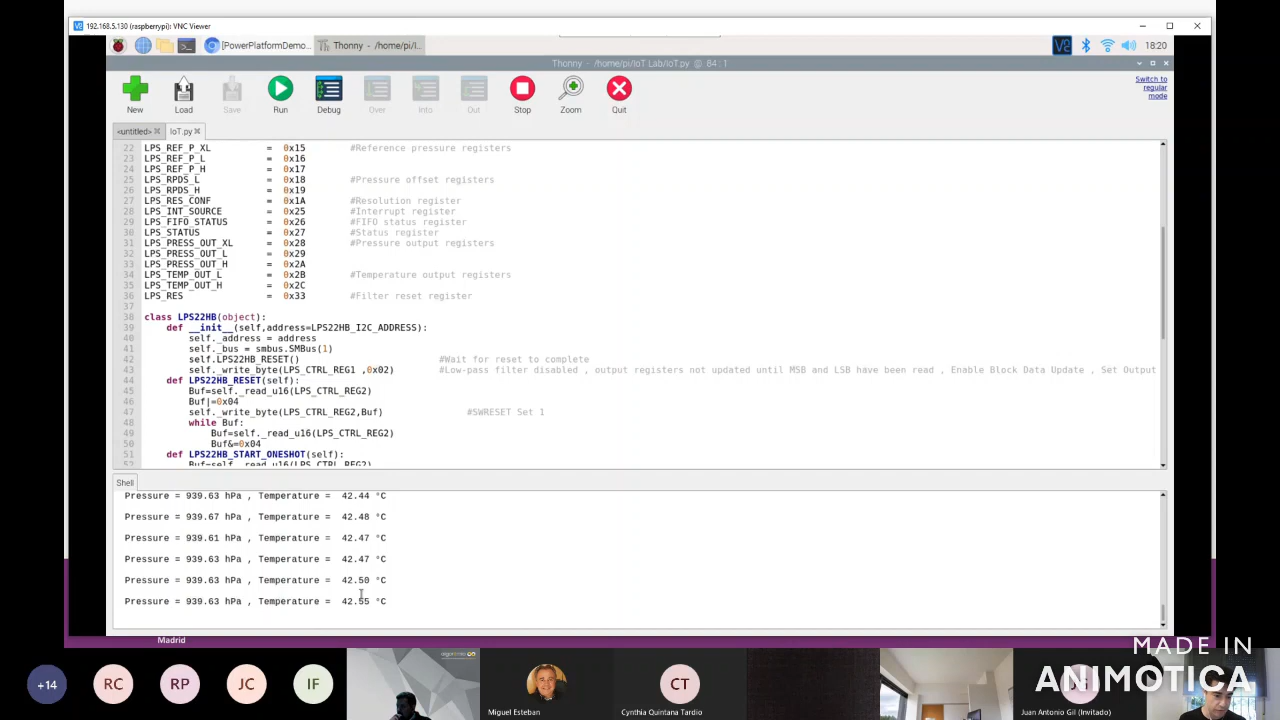 192.168.5.130 (raspberrypi): VNC Viewer
[PowerPlatformDemo...
Thonny - /home/pi/I...
18:20
Thonny - /home/pi/IoT Lab/IoT.py @ 84 : 1
New
Load
Save
Run
Debug
Over
Into
Out
Stop
Zoom
Quit
Switch to
regular
mode
<untitled>
IoT.py
22 LPS_REF_P_XL = 0x15 #Reference pressure registers
23 LPS_REF_P_L = 0x16
24 LPS_REF_P_H = 0x17
25 LPS_RPDS_L = 0x18 #Pressure offset registers
26 LPS_RPDS_H = 0x19
27 LPS_RES_CONF = 0x1A #Resolution register
28 LPS_INT_SOURCE = 0x25 #Interrupt register
29 LPS_FIFO_STATUS = 0x26 #FIFO status register
30 LPS_STATUS = 0x27 #Status register
31 LPS_PRESS_OUT_XL = 0x28 #Pressure output registers
32 LPS_PRESS_OUT_L = 0x29
33 LPS_PRESS_OUT_H = 0x2A
34 LPS_TEMP_OUT_L = 0x2B #Temperature output registers
35 LPS_TEMP_OUT_H = 0x2C
36 LPS_RES = 0x33 #Filter reset register
37
38 class LPS22HB(object):
39 def __init__(self,address=LPS22HB_I2C_ADDRESS):
40 self._address = address
41 self._bus = smbus.SMBus(1)
42 self.LPS22HB_RESET() #Wait for reset to complete
43 self._write_byte(LPS_CTRL_REG1 ,0x02) #Low-pass filter disabled , output registers not updated until MSB and LSB have been read , Enable Block Data Update , Set Output
44 def LPS22HB_RESET(self):
45 Buf=self._read_u16(LPS_CTRL_REG2)
46 Buf|=0x04
47 self._write_byte(LPS_CTRL_REG2,Buf) #SWRESET Set 1
48 while Buf:
49 Buf=self._read_u16(LPS_CTRL_REG2)
50 Buf&=0x04
51 def LPS22HB_START_ONESHOT(self):
52 Buf=self._read_u16(LPS_CTRL_REG2)
Shell
Pressure = 939.63 hPa , Temperature = 42.44 °C
Pressure = 939.67 hPa , Temperature = 42.48 °C
Pressure = 939.61 hPa , Temperature = 42.47 °C
Pressure = 939.63 hPa , Temperature = 42.47 °C
Pressure = 939.63 hPa , Temperature = 42.50 °C
Pressure = 939.63 hPa , Temperature = 42.55 °C
Madrid
MADE IN
ANIMOTICA
+14
RC
RP
JC
IF
CT
Miguel Esteban
Cynthia Quintana Tardio
Juan Antonio Gil (Invitado)